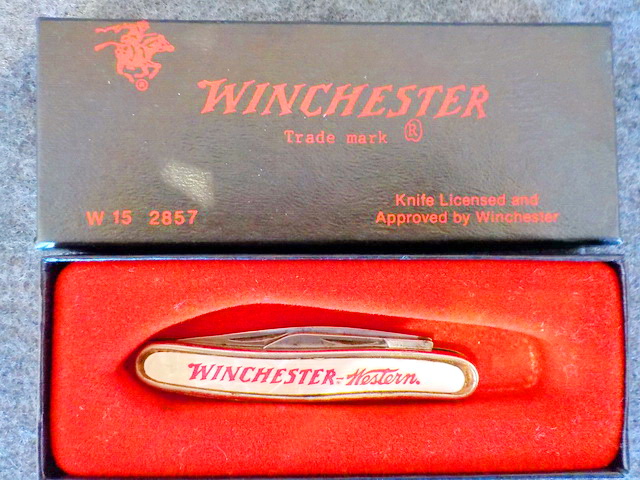 ®
WINCHESTER
Trade mark ®
W 15 2857
Knife Licensed and
Approved by Winchester
WINCHESTER-Western.